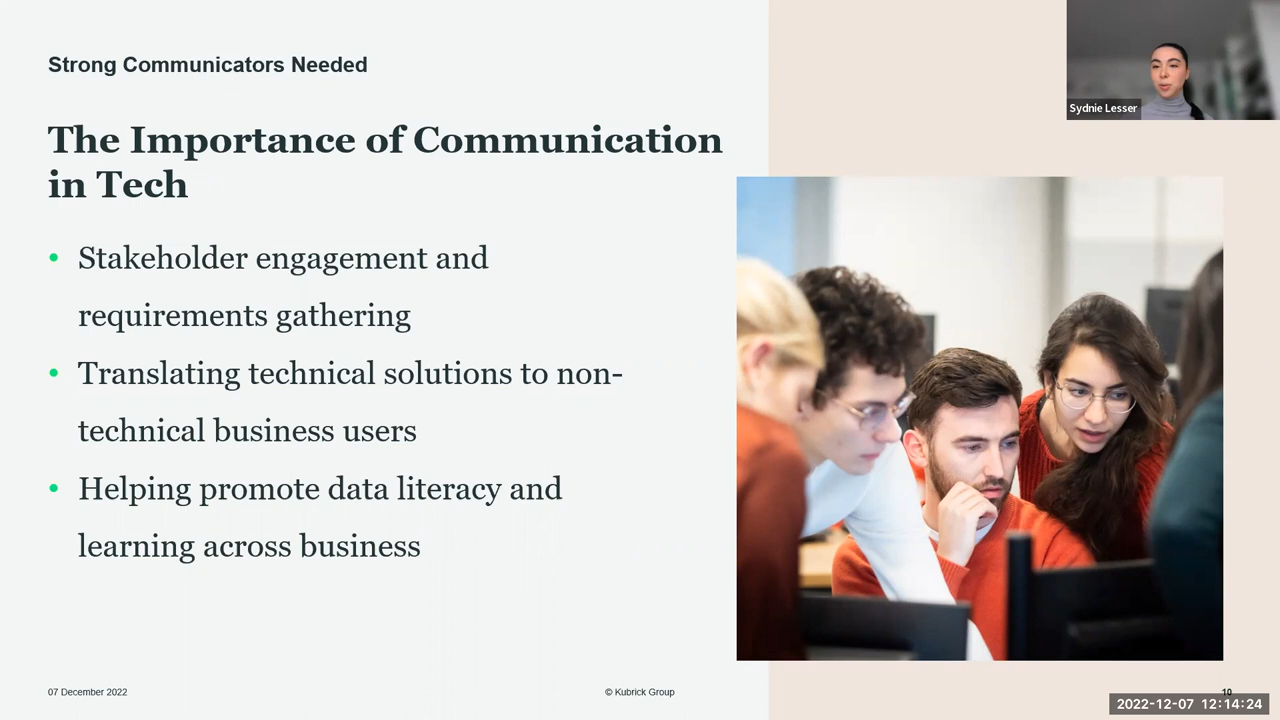 Strong Communicators Needed
Sydnie Lesser
The Importance of Communication
in Tech
• Stakeholder engagement and
requirements gathering
• Translating technical solutions to non-
technical business users
• Helping promote data literacy and
learning across business
07 December 2022
© Kubrick Group
10
2022-12-07 12:14:24